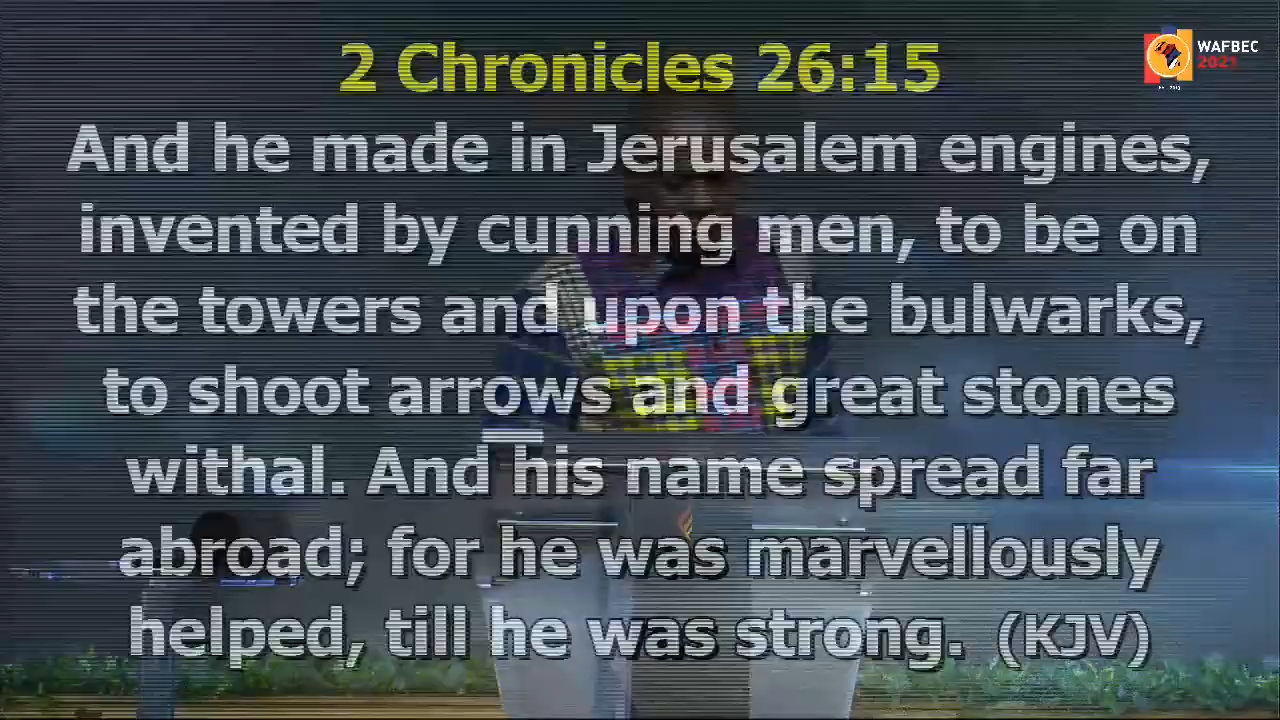 2 Chronicles 26:15
WAFBEC
2021
And he made in Jerusalem engines,
invented by cunning men, to be on
the towers and upon the bulwarks,
to shoot arrows and great stones
withal. And his name spread far
abroad; for he was marvellously
helped, till he was strong. (KJV)